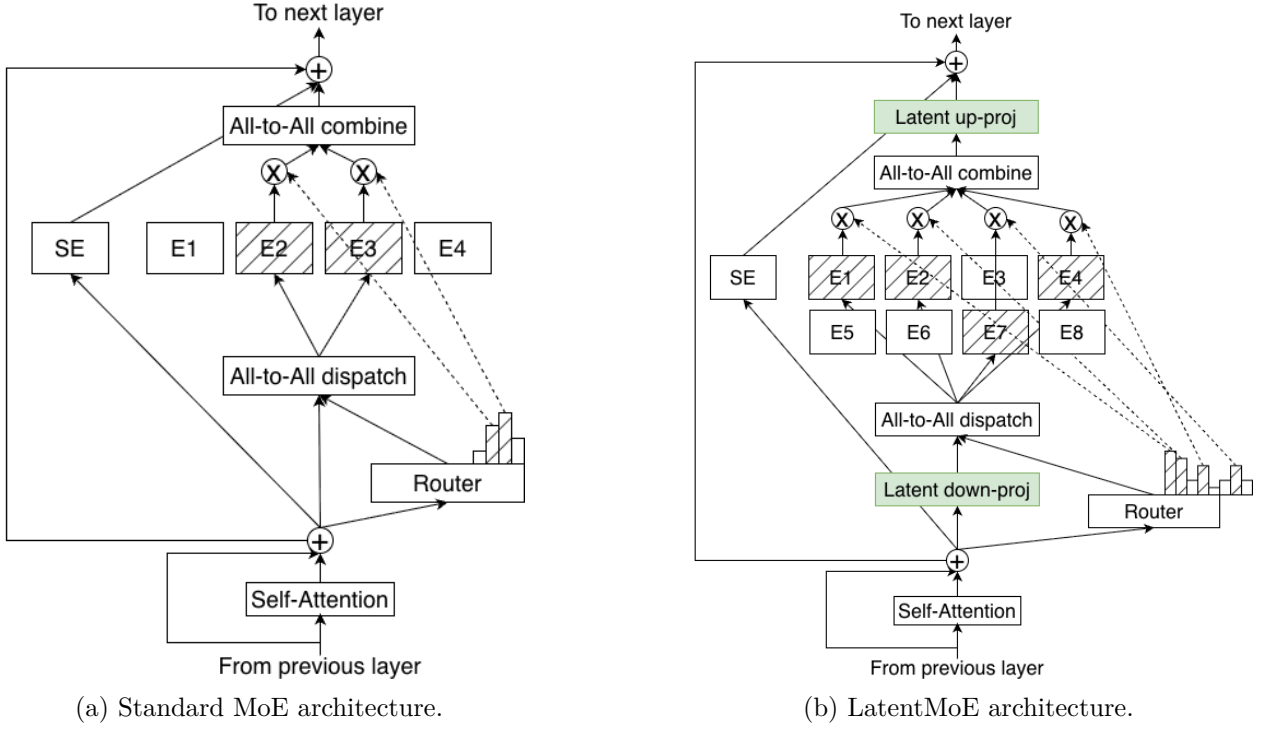 To next layer
+
All-to-All combine
X X
SE E1 E2 E3 E4
All-to-All dispatch
Router
+
Self-Attention
From previous layer
(a) Standard MoE architecture.
To next layer
+
Latent up-proj
All-to-All combine
X X X X
SE E1 E2 E3 E4
E5 E6 E7 E8
All-to-All dispatch
Latent down-proj
Router
+
Self-Attention
From previous layer
(b) LatentMoE architecture.